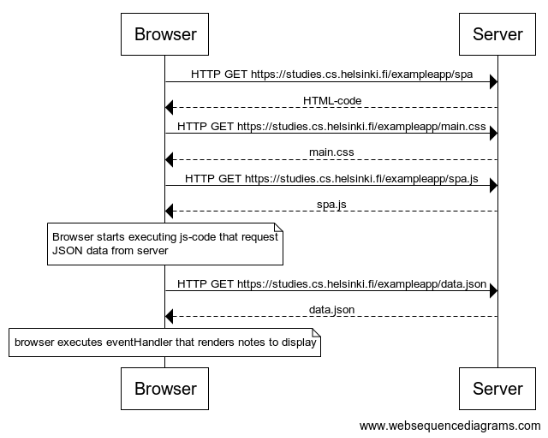 Browser
Server
HTTP GET https://studies.cs.helsinki.fi/exampleapp/spa
HTML-code
HTTP GET https://studies.cs.helsinki.fi/exampleapp/main.css
main.css
HTTP GET https://studies.cs.helsinki.fi/exampleapp/spa.js
spa.js
Browser starts executing js-code that request
JSON data from server
HTTP GET https://studies.cs.helsinki.fi/exampleapp/data.json
data.json
browser executes eventHandler that renders notes to display
Browser
Server
www.websequencediagrams.com